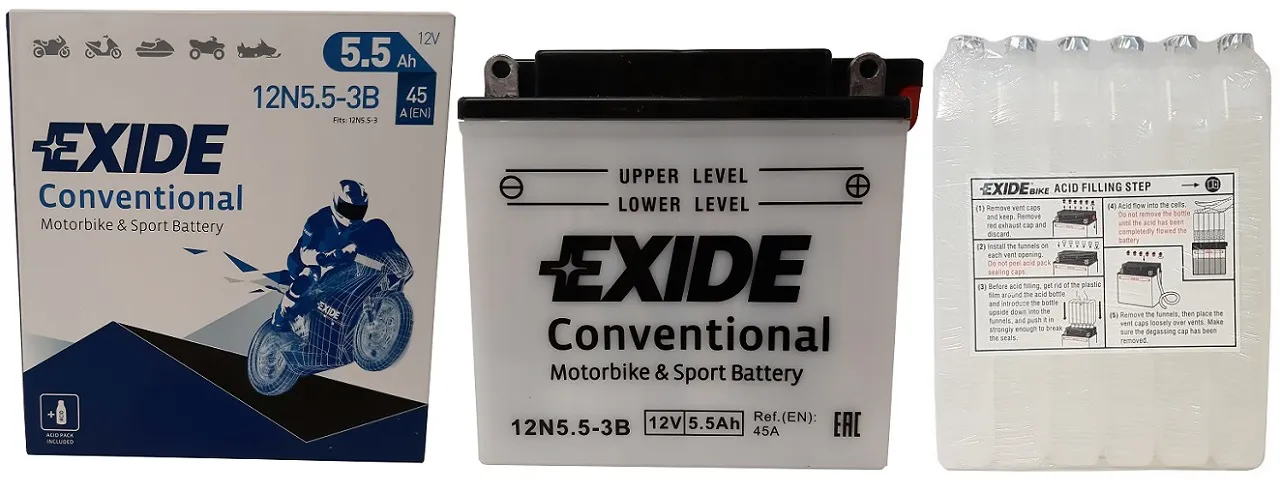 5.5 Ah
12V
12N5.5-3B
45
A(EN)
Fits: 12N5.5-3
EXIDE
Conventional
Motorbike & Sport Battery
EXIDE
+
ACID
ACID PACK
INCLUDED
UPPER LEVEL
LOWER LEVEL
EXIDE
Conventional
Motorbike & Sport Battery
12N5.5-3B
12V 5.5Ah
Ref.(EN):
45A
EAC
EXIDE BIKE ACID FILLING STEP
(1) Remove vent caps
and keep. Remove
red exhaust cap and
discard.
(2) Install the funnels on
each vent opening.
Do not peel acid pack
sealing caps.
(3) Before acid filling, get rid of the plastic
film around the acid bottle
and introduce the bottle
upside down into the
funnels, and push it in
strongly enough to break
the seals.
(4) Acid flow into the cells.
Do not remove the bottle
until the acid has been
completedly flowed the
battery
(5) Remove the funnels, then place the
vent caps loosely over vents. Make
sure the degassing cap has been
removed.